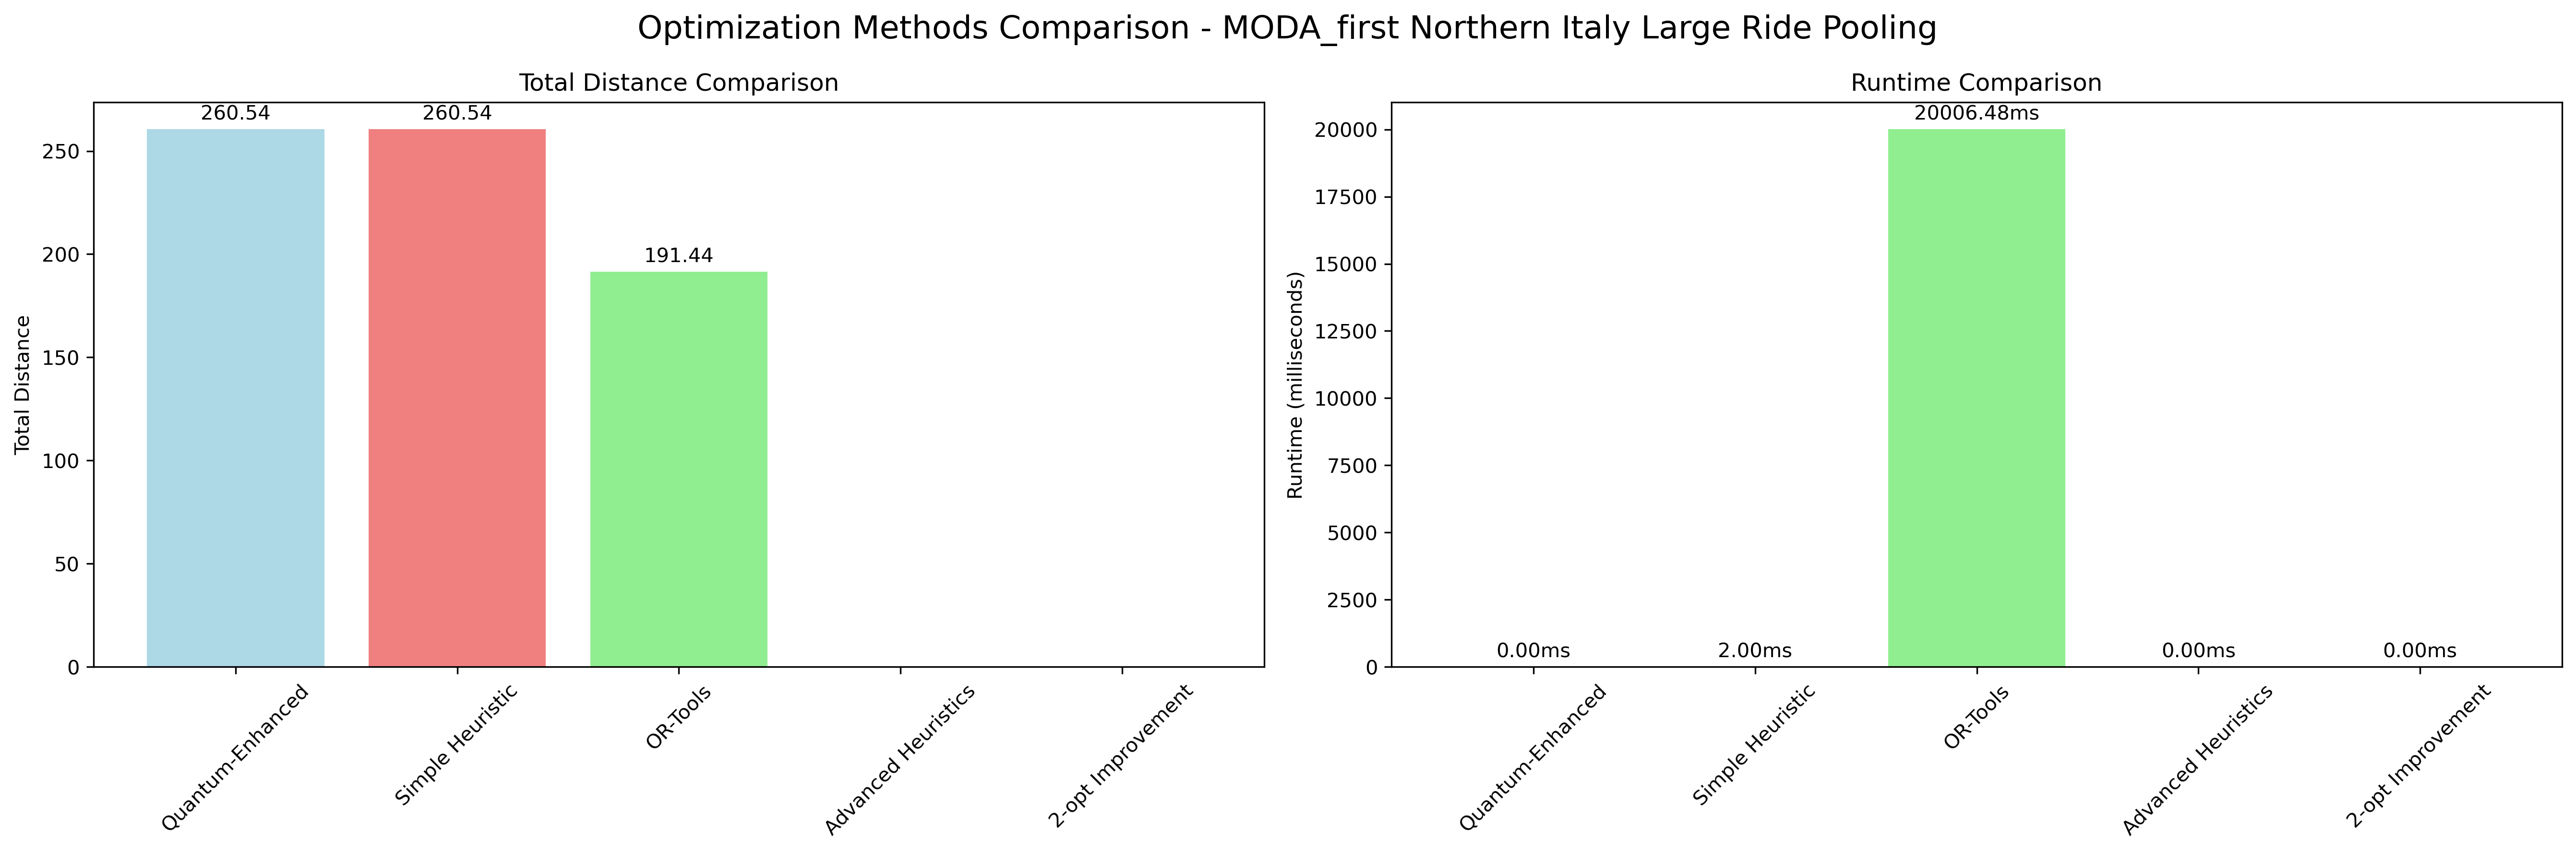 Optimization Methods Comparison - MODA_first Northern Italy Large Ride Pooling
Total Distance Comparison
Total Distance
250
200
150
100
50
0
260.54
260.54
191.44
Quantum-Enhanced
Simple Heuristic
OR-Tools
Advanced Heuristics
2-opt Improvement
Runtime Comparison
Runtime (milliseconds)
20000
17500
15000
12500
10000
7500
5000
2500
0
0.00ms
2.00ms
20006.48ms
0.00ms
0.00ms
Quantum-Enhanced
Simple Heuristic
OR-Tools
Advanced Heuristics
2-opt Improvement